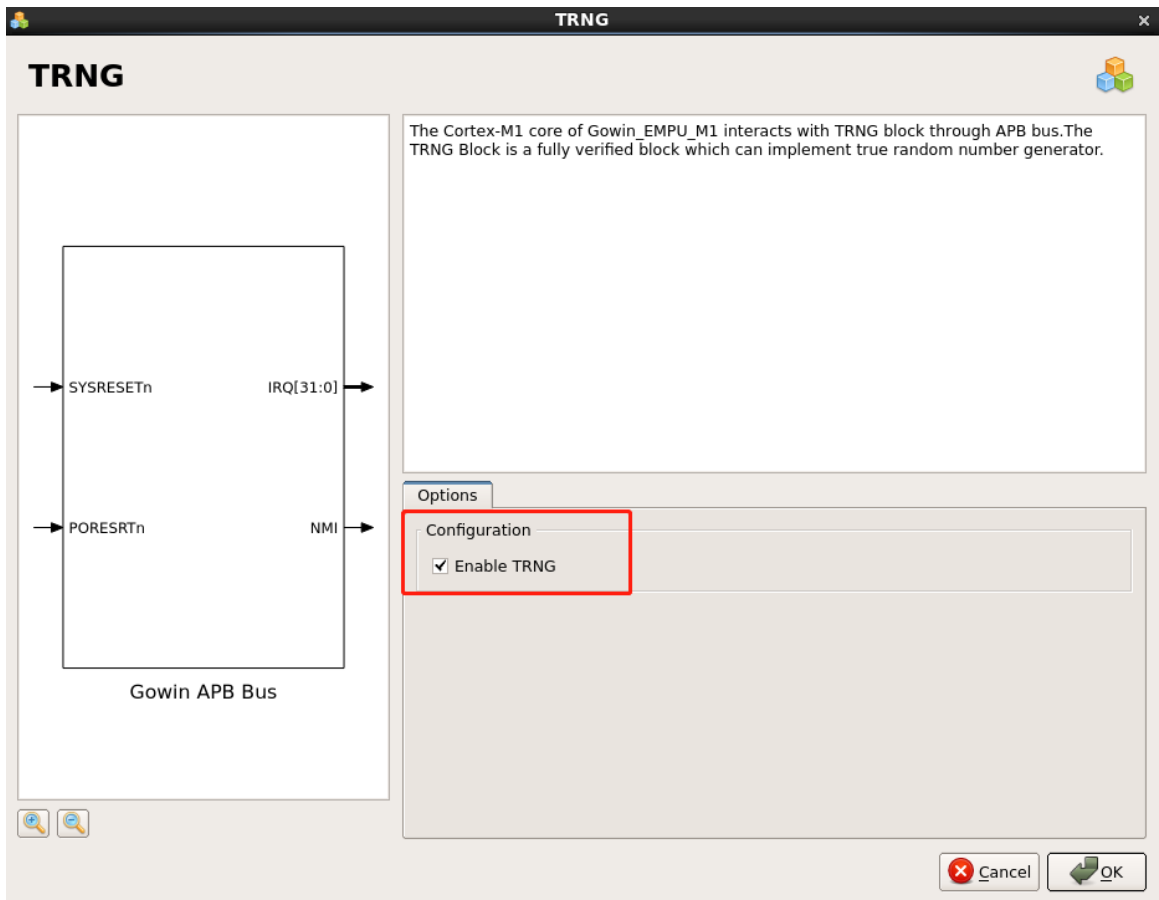 TRNG
TRNG
The Cortex-M1 core of Gowin_EMPU_M1 interacts with TRNG block through APB bus.The
TRNG Block is a fully verified block which can implement true random number generator.
SYSRESETn
IRQ[31:0]
PORESRTn
NMI
Gowin APB Bus
Options
Configuration
Enable TRNG
Cancel
OK